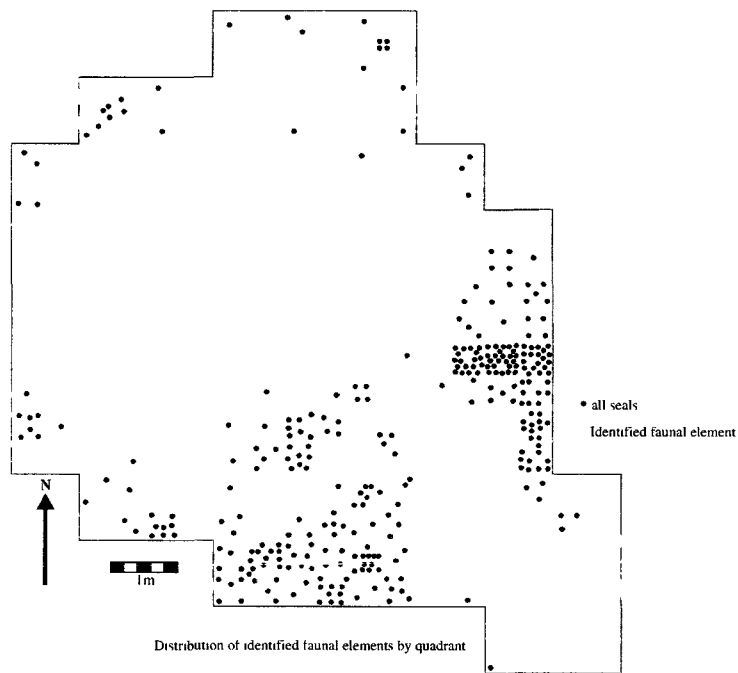 all seals
Identified faunal element
N
1m
Distribution of identified faunal elements by quadrant